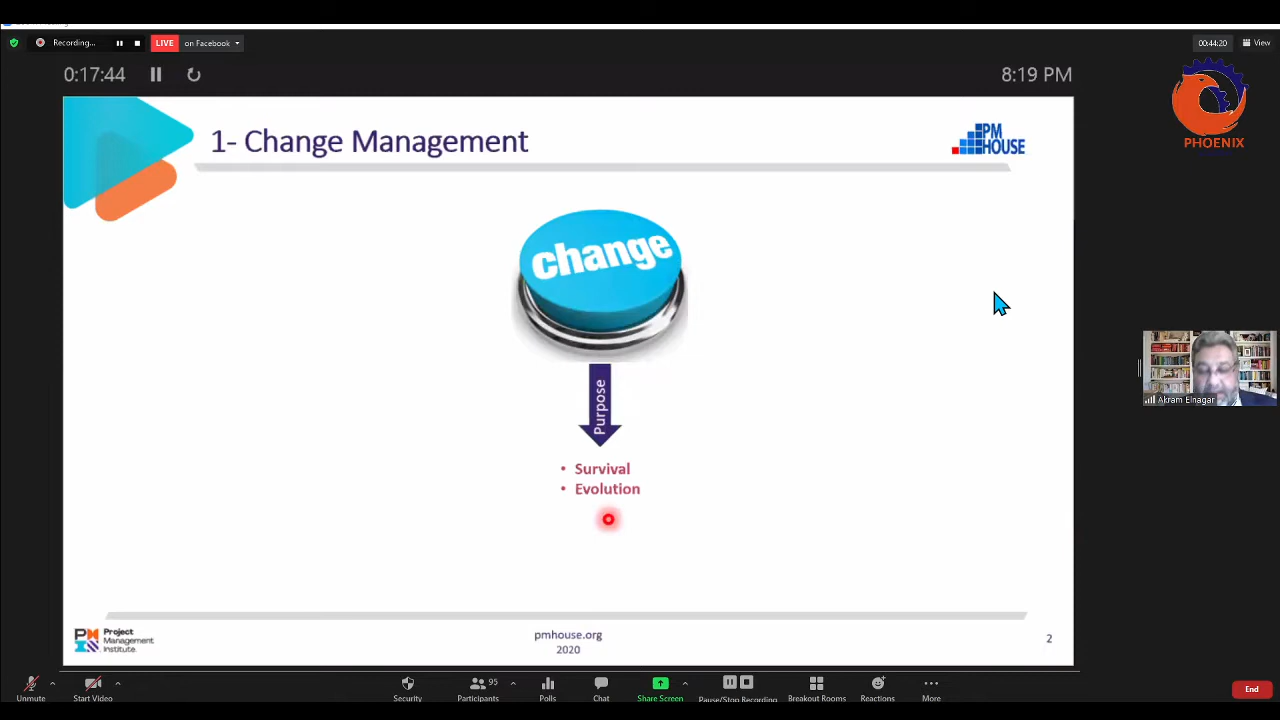 Recording...
LIVE on Facebook
00:44:20
View
0:17:44
8:19 PM
1- Change Management
PM
HOUSE
PHOENIX
change
Purpose
• Survival
• Evolution
Akram Elnagar
Project
Management
Institute.
pmhouse.org
2020
2
Unmute
Start Video
Security
95
Participants
Polls
Chat
Share Screen
Pause/Stop Recording
Breakout Rooms
Reactions
More
End